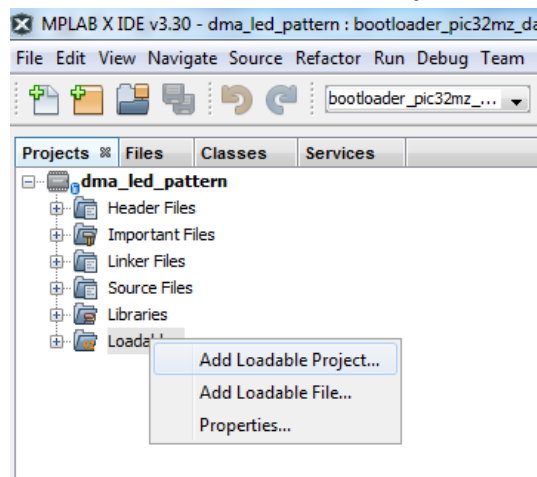 MPLAB X IDE v3.30 - dma_led_pattern : bootloader_pic32mz_da
File Edit View Navigate Source Refactor Run Debug Team
bootloader_pic32mz_...
Projects Files Classes Services
dma_led_pattern
Header Files
Important Files
Linker Files
Source Files
Libraries
Add Loadable Project...
Add Loadable File...
Properties...